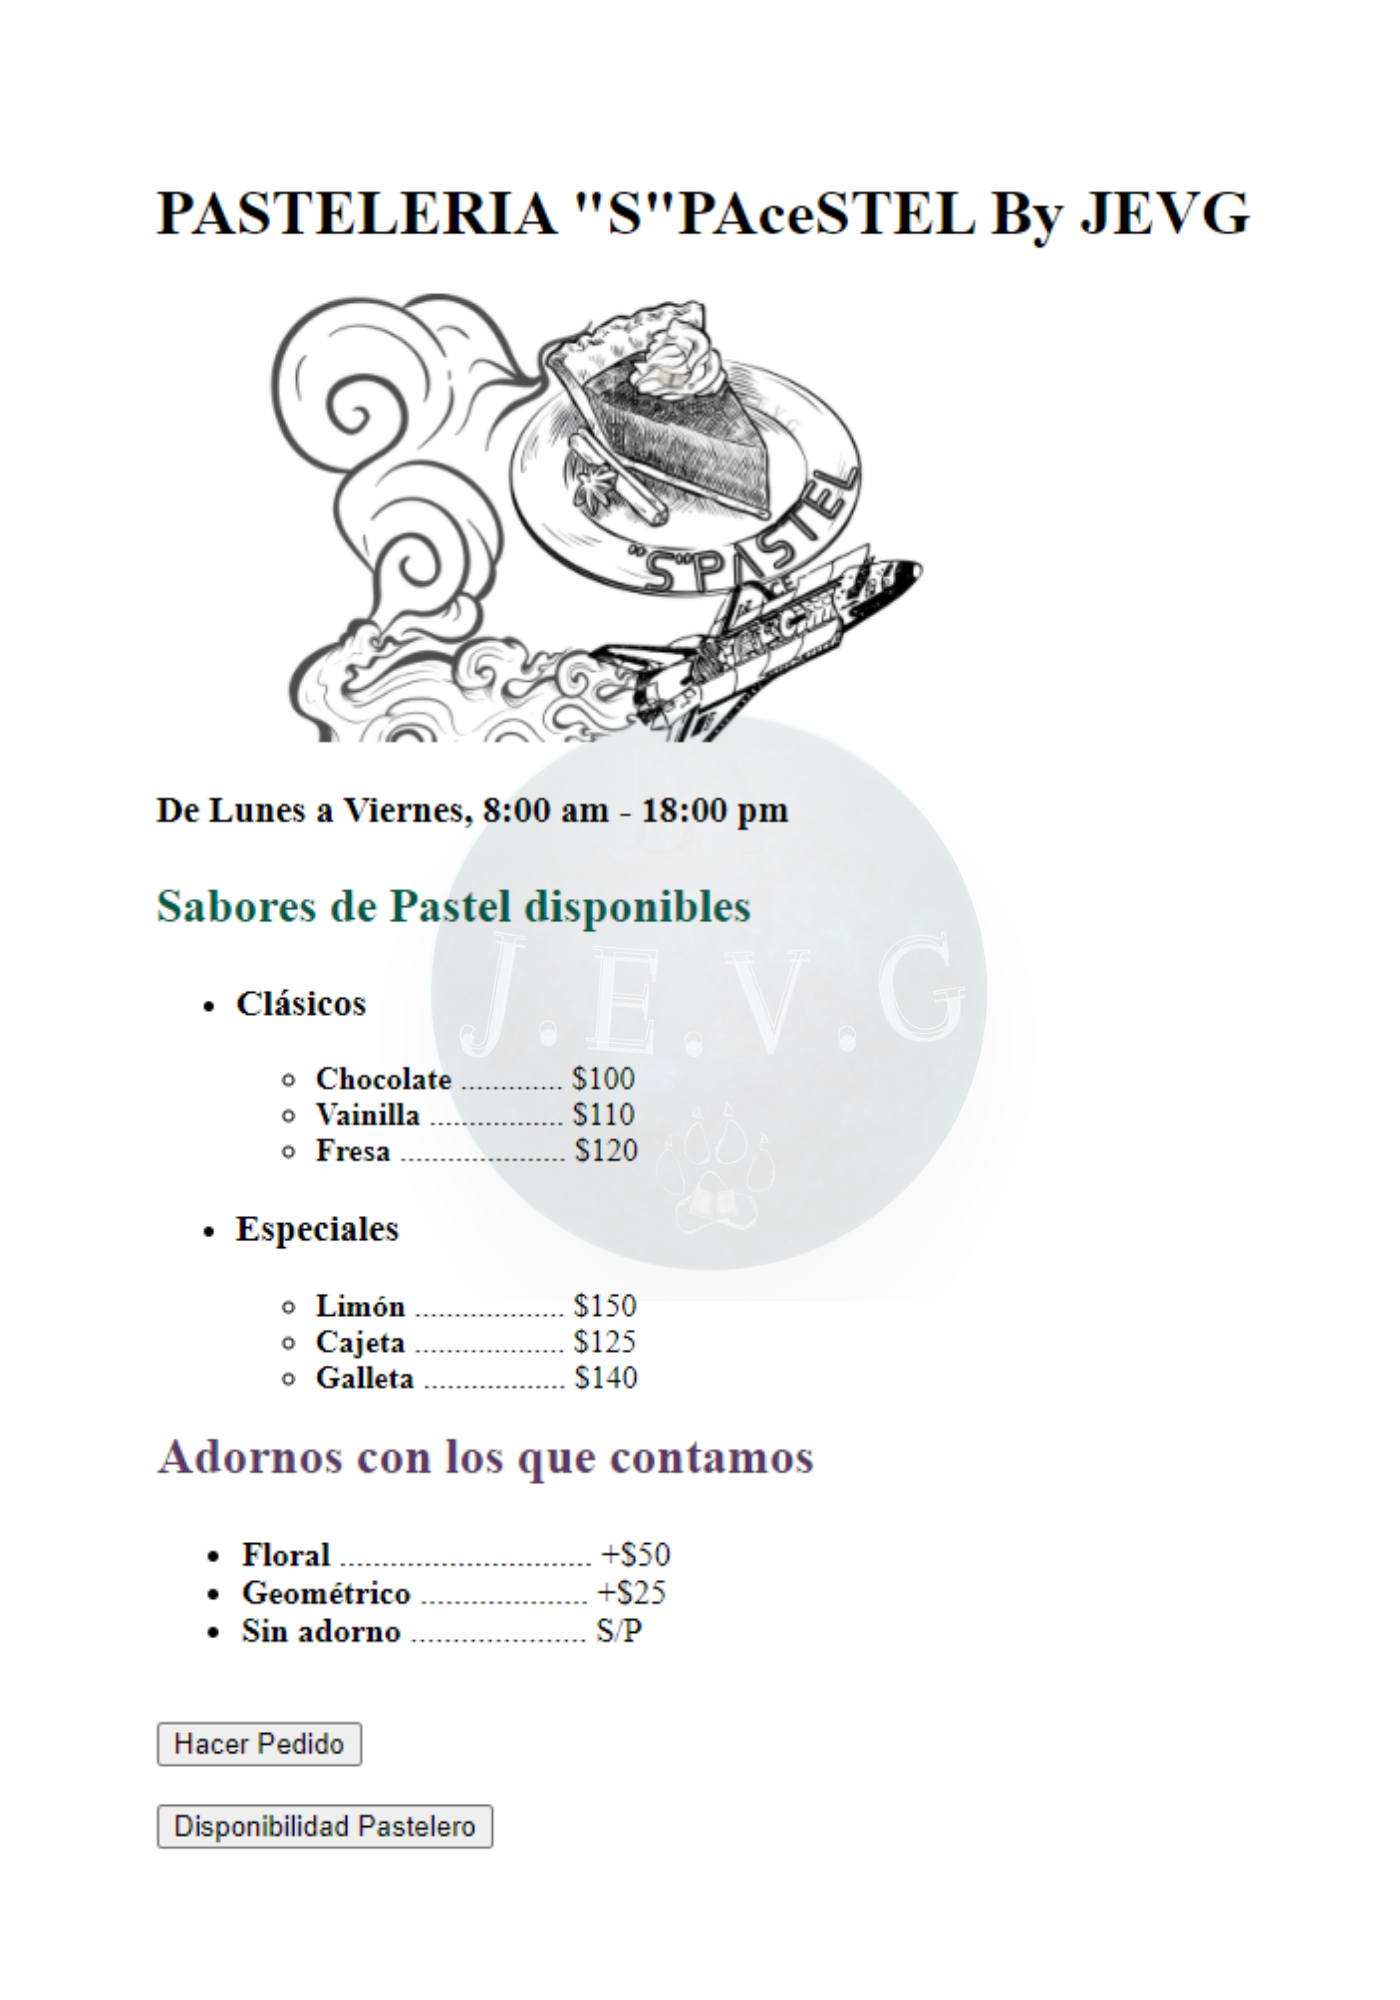 PASTELERIA "S"PAceSTEL By JEVG
"S"PASTEL
CE
De Lunes a Viernes, 8:00 am - 18:00 pm
Sabores de Pastel disponibles
J.E.V.G
• Clásicos
Chocolate ............. $100
Vainilla ................. $110
Fresa ..................... $120
• Especiales
Limón ................... $150
Cajeta ................... $125
Galleta .................. $140
Adornos con los que contamos
• Floral .............................. +$50
• Geométrico .................... +$25
• Sin adorno ..................... S/P
Hacer Pedido
Disponibilidad Pastelero